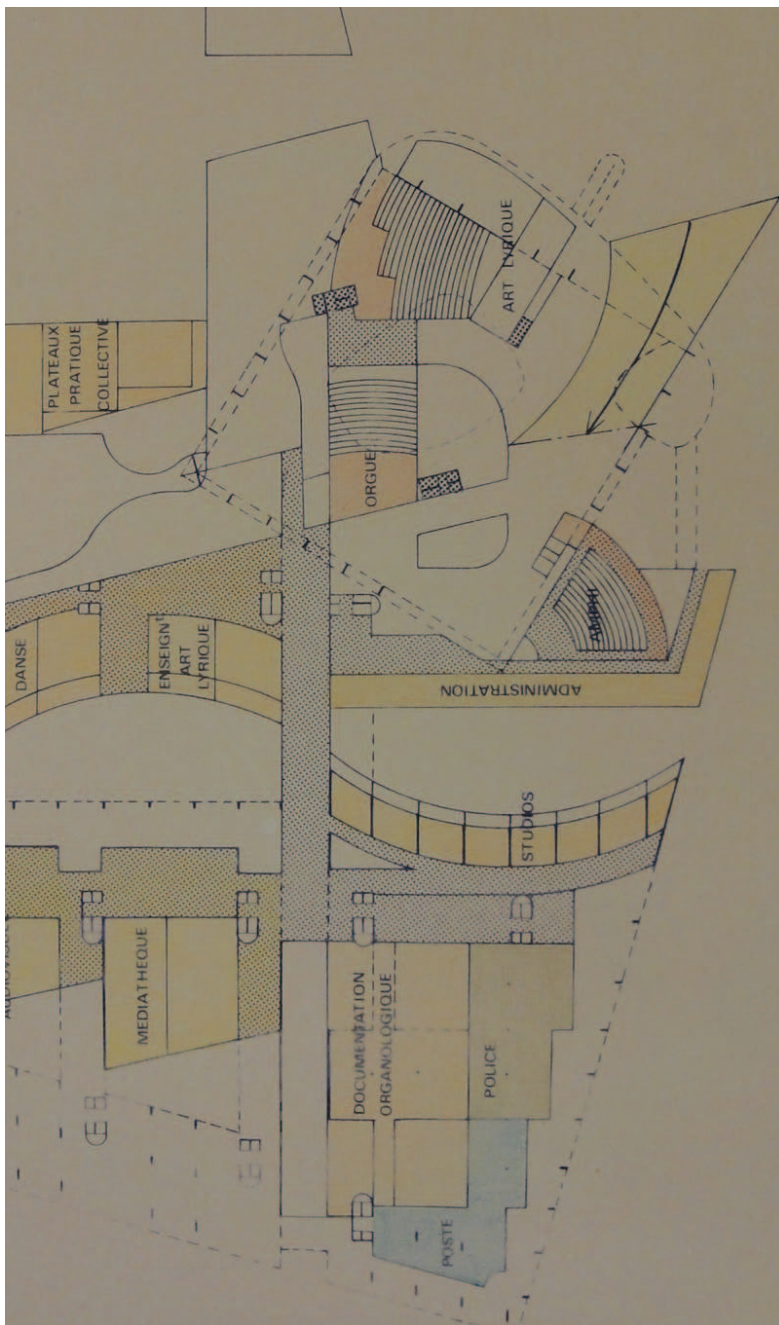 PLATEAUX
PRATIQUE
COLLECTIVE
ART LYRIQUE
ORGUE
DANSE
ENSEIGNT
ART
LYRIQUE
AMPHI
ADMINISTRATION
STUDIOS
MEDIATHEQUE
DOCUMENTATION
ORGANOLOGIQUE
POLICE
POSTE